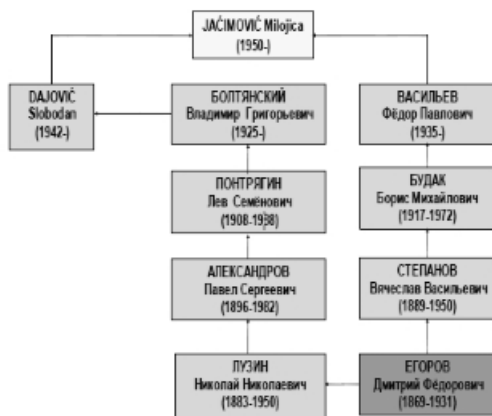 JAĆIMOVIĆ Milojica
(1950-)
DAJOVIĆ
Slobodan
(1942-)
БОЛТЯНСКИЙ
Владимир Григорьевич
(1925-)
ВАСИЛЬЕВ
Фёдор Павлович
(1935-)
ПОНТРЯГИН
Лев Семёнович
(1908-1988)
БУДАК
Борис Михайлович
(1917-1972)
АЛЕКСАНДРОВ
Павел Сергеевич
(1896-1982)
СТЕПАНОВ
Вячеслав Васильевич
(1889-1950)
ЛУЗИН
Николай Николаевич
(1883-1950)
ЕГОРОВ
Дмитрий Фёдорович
(1869-1931)